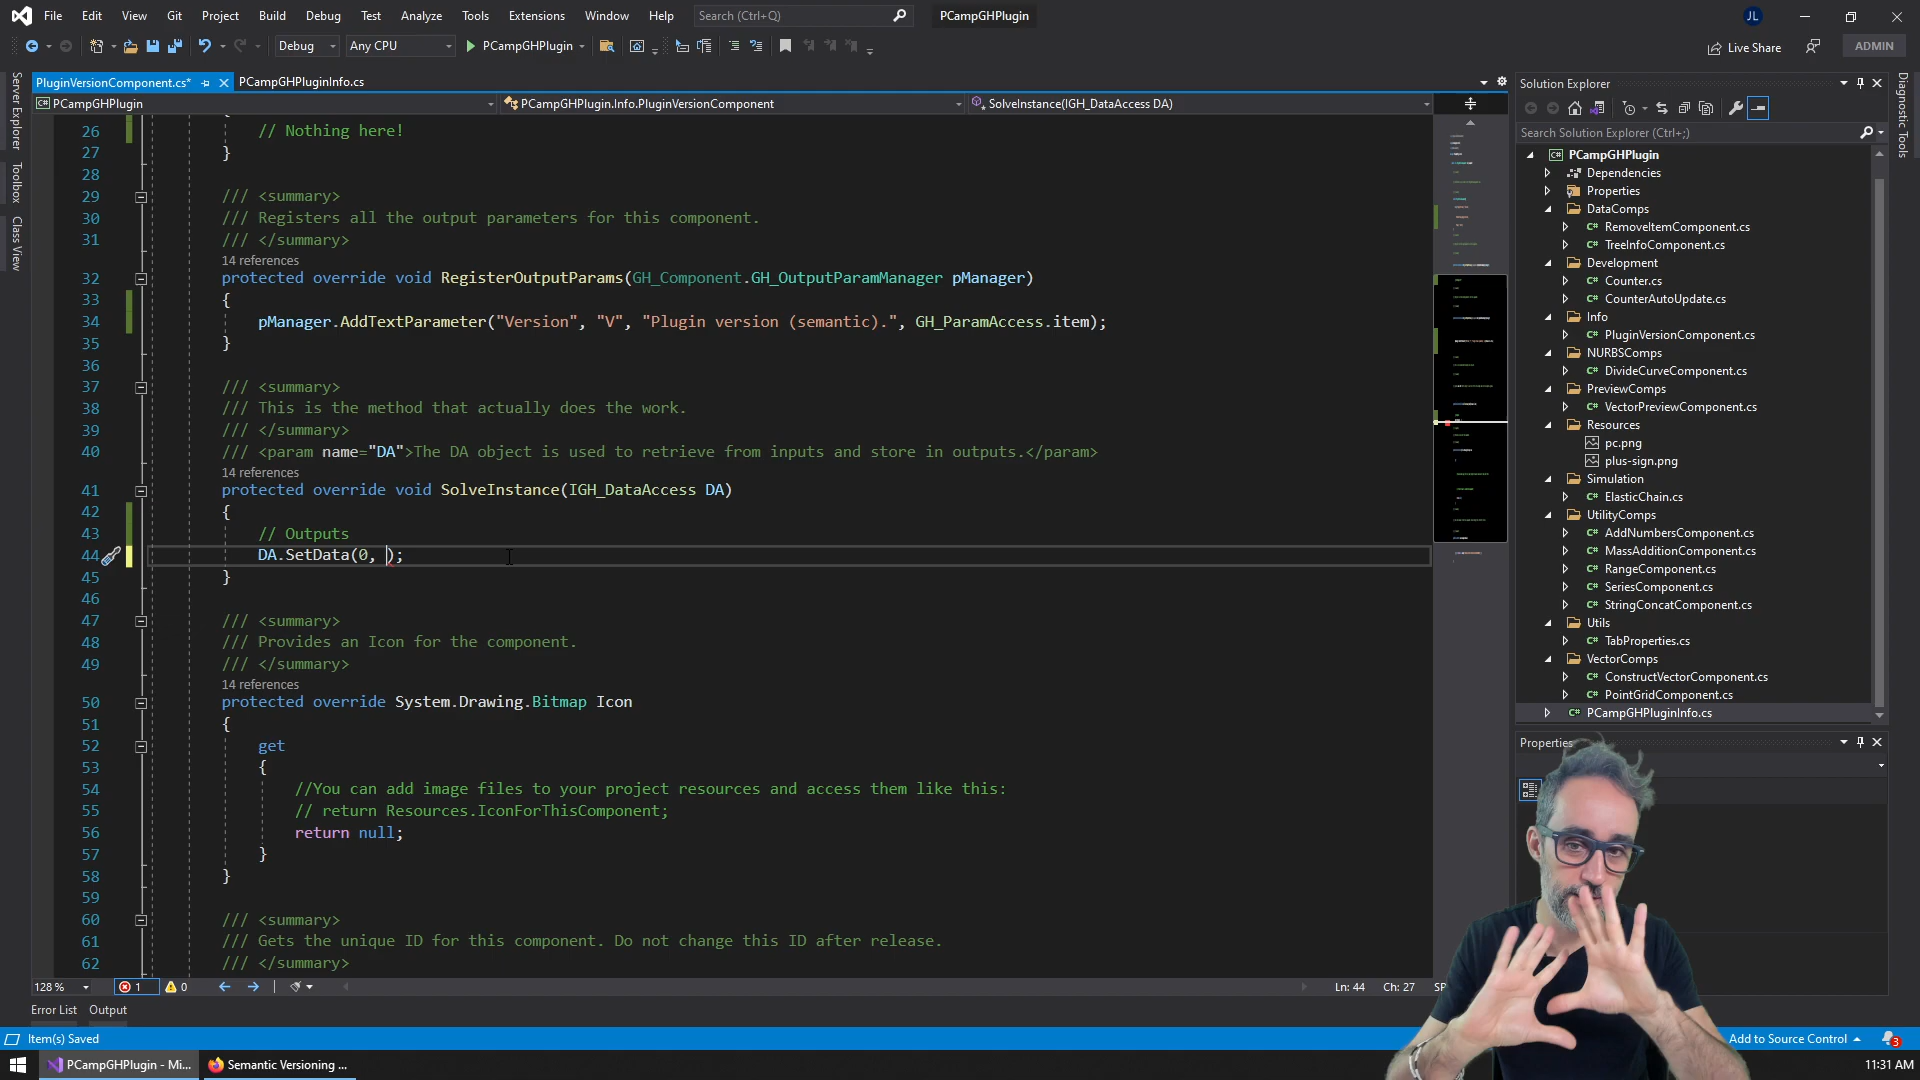 File Edit View Git Project Build Debug Test Analyze Tools Extensions Window Help Search (Ctrl+Q) PCampGHPlugin JL
Debug Any CPU PCampGHPlugin Live Share ADMIN
PluginVersionComponent.cs* PCampGHPluginInfo.cs
PCampGHPlugin PCampGHPlugin.Info.PluginVersionComponent SolveInstance(IGH_DataAccess DA)
Server Explorer
Toolbox
Class View
26 // Nothing here!
27 }
28
29 /// <summary>
30 /// Registers all the output parameters for this component.
31 /// </summary>
14 references
32 protected override void RegisterOutputParams(GH_Component.GH_OutputParamManager pManager)
33 {
34 pManager.AddTextParameter("Version", "V", "Plugin version (semantic).", GH_ParamAccess.item);
35 }
36
37 /// <summary>
38 /// This is the method that actually does the work.
39 /// </summary>
40 /// <param name="DA">The DA object is used to retrieve from inputs and store in outputs.</param>
14 references
41 protected override void SolveInstance(IGH_DataAccess DA)
42 {
43 // Outputs
44 DA.SetData(0, );
45 }
46
47 /// <summary>
48 /// Provides an Icon for the component.
49 /// </summary>
14 references
50 protected override System.Drawing.Bitmap Icon
51 {
52 get
53 {
54 //You can add image files to your project resources and access them like this:
55 // return Resources.IconForThisComponent;
56 return null;
57 }
58 }
59
60 /// <summary>
61 /// Gets the unique ID for this component. Do not change this ID after release.
62 /// </summary>
128 % 1 0 Ln: 44 Ch: 27 SP
Error List Output
Item(s) Saved Add to Source Control 3
PCampGHPlugin - Mi... Semantic Versioning ... 11:31 AM
Solution Explorer
Search Solution Explorer (Ctrl+;)
PCampGHPlugin
Dependencies
Properties
DataComps
RemoveItemComponent.cs
TreeInfoComponent.cs
Development
Counter.cs
CounterAutoUpdate.cs
Info
PluginVersionComponent.cs
NURBSComps
DivideCurveComponent.cs
PreviewComps
VectorPreviewComponent.cs
Resources
pc.png
plus-sign.png
Simulation
ElasticChain.cs
UtilityComps
AddNumbersComponent.cs
MassAdditionComponent.cs
RangeComponent.cs
SeriesComponent.cs
StringConcatComponent.cs
Utils
TabProperties.cs
VectorComps
ConstructVectorComponent.cs
PointGridComponent.cs
PCampGHPluginInfo.cs
Properties
Diagnostic Tools